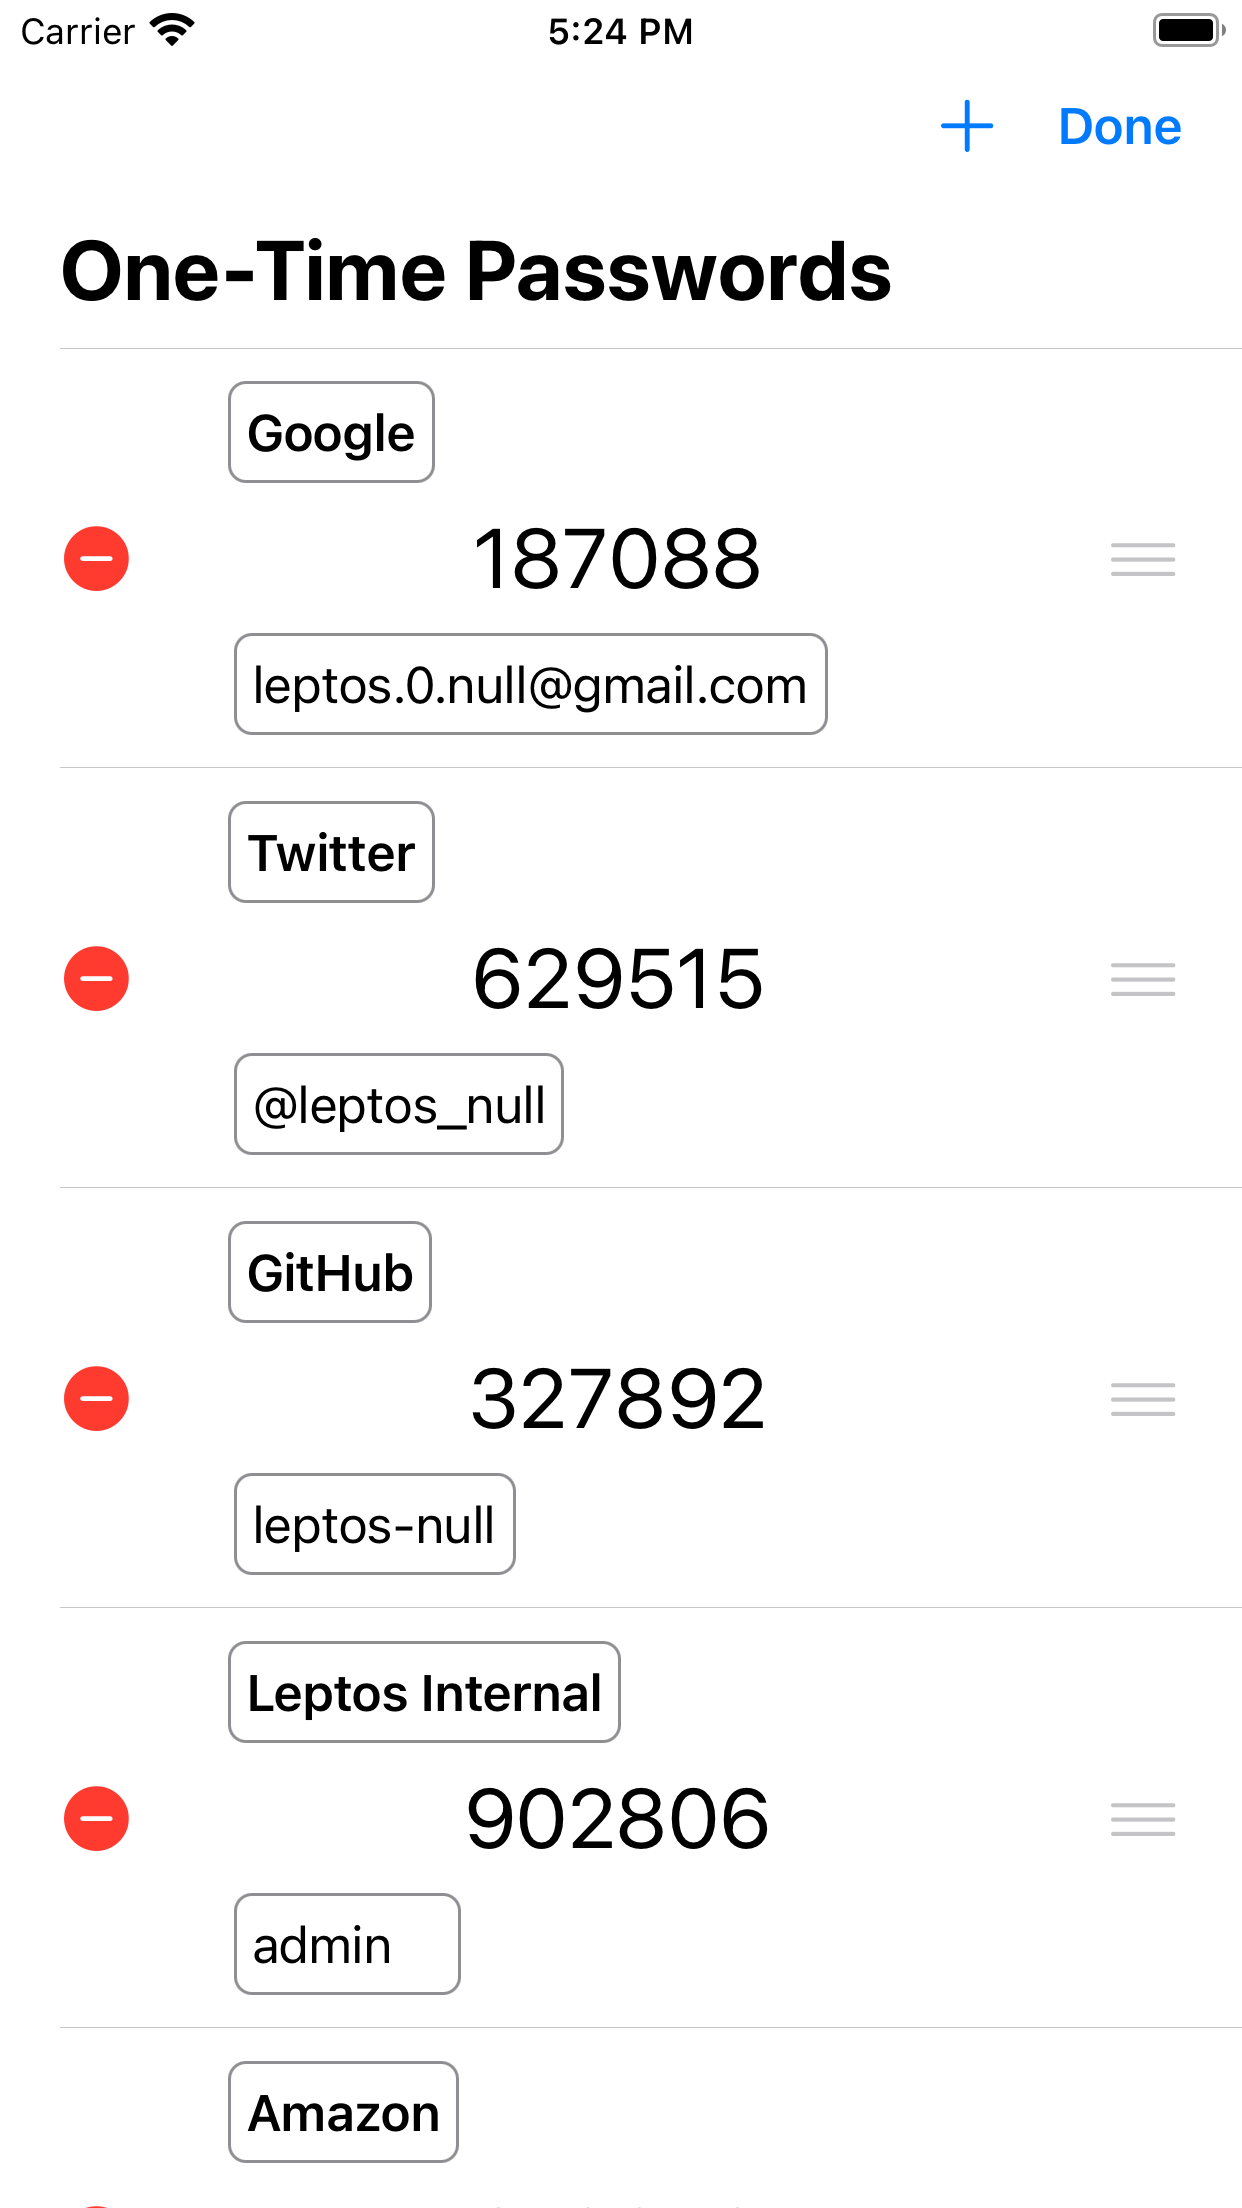 Carrier 5:24 PM
Done
One-Time Passwords
Google
187088
leptos.0.null@gmail.com
Twitter
629515
@leptos_null
GitHub
327892
leptos-null
Leptos Internal
902806
admin
Amazon